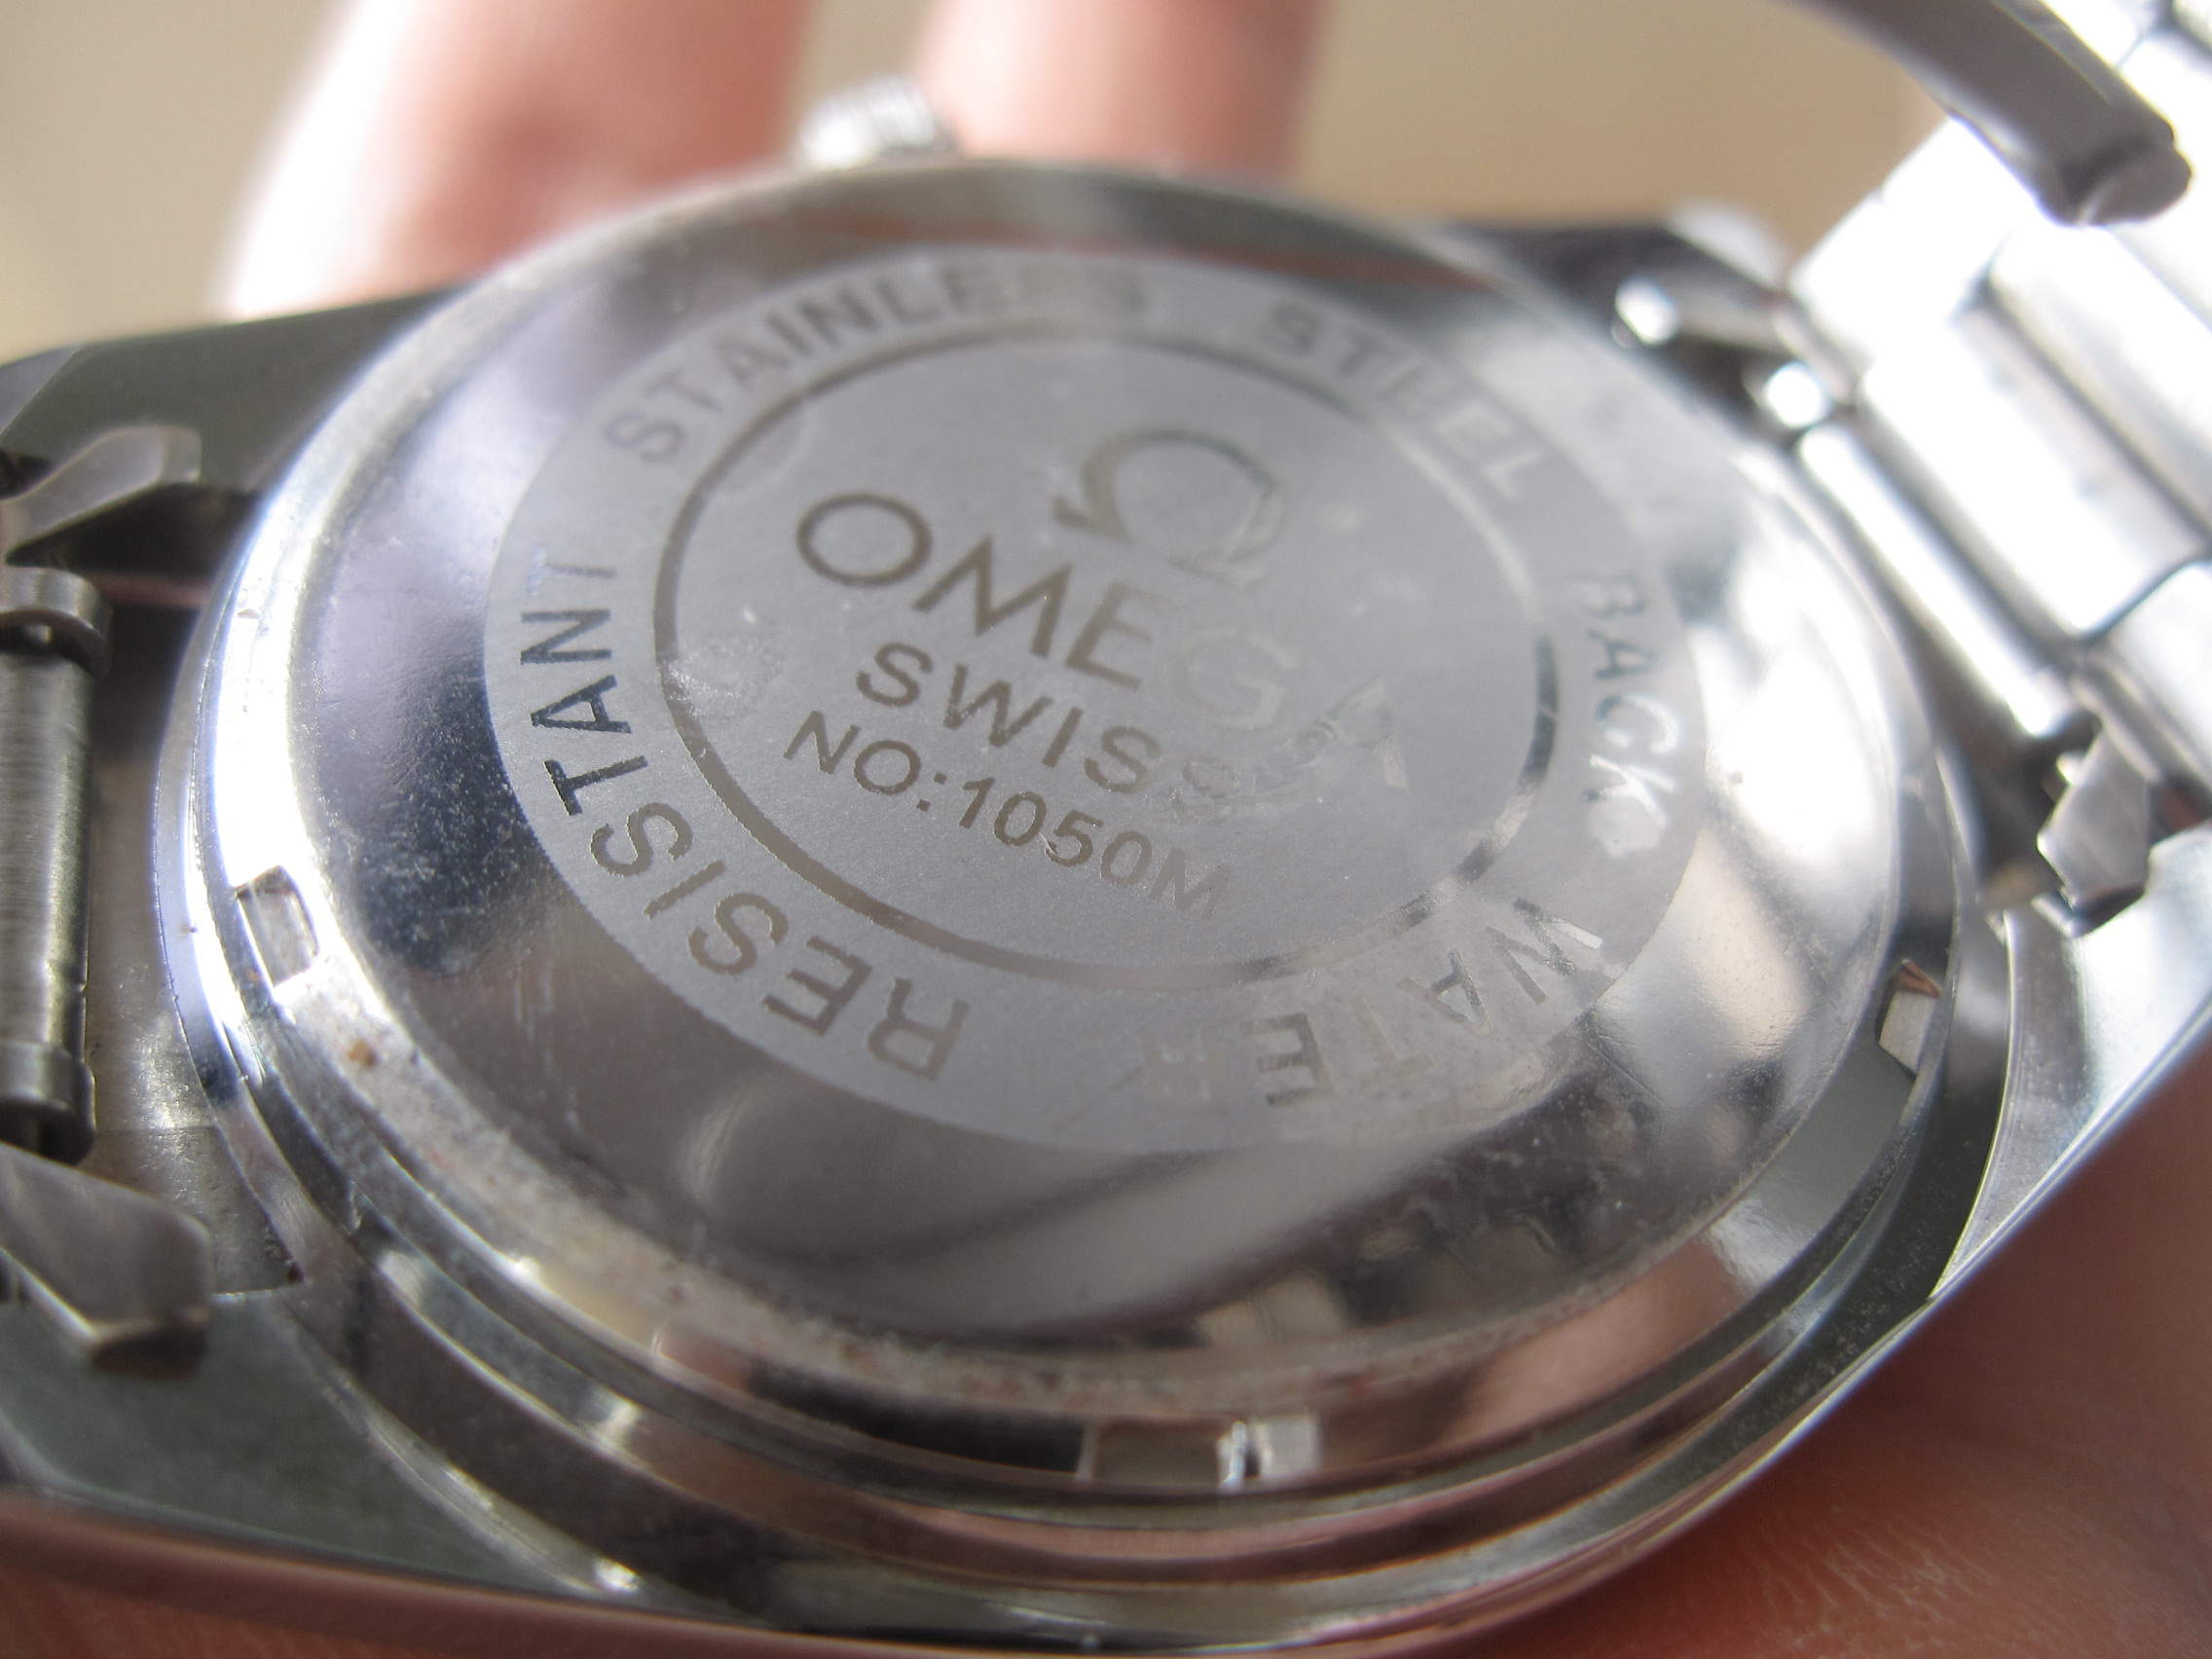 Ω
OMEGA
SWISS
NO:1050M
STAINLESS STEEL BACK
WATER RESISTANT